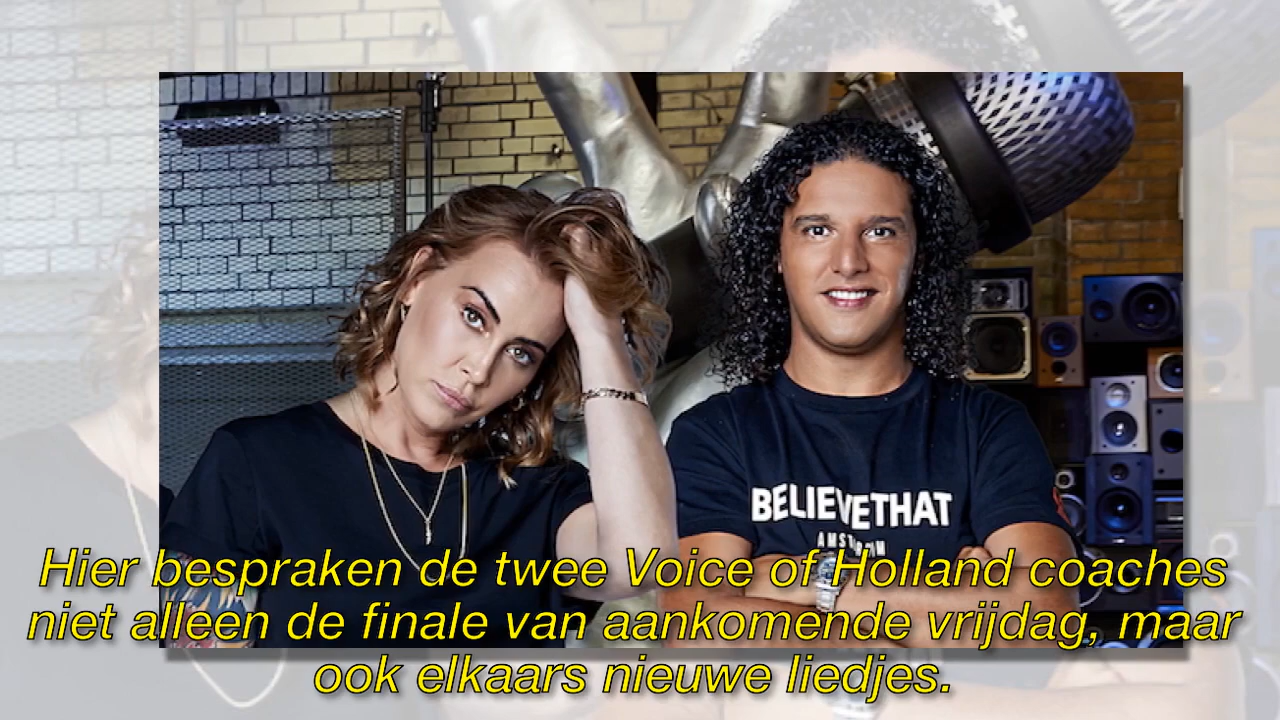 BELIEVETHAT
AMSTERDAM
Hier bespraken de twee Voice of Holland coaches
niet alleen de finale van aankomende vrijdag, maar
ook elkaars nieuwe liedjes.